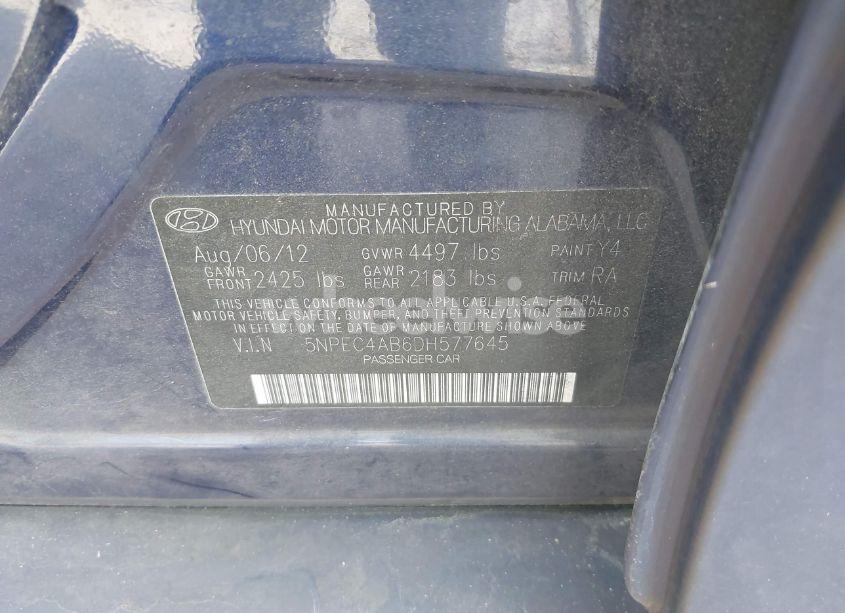 MANUFACTURED BY
HYUNDAI MOTOR MANUFACTURING ALABAMA, LLC
Aug/06/12 GVWR 4497 lbs PAINT Y4
GAWR FRONT 2425 lbs GAWR REAR 2183 lbs TRIM RA
THIS VEHICLE CONFORMS TO ALL APPLICABLE U.S.A. FEDERAL
MOTOR VEHICLE SAFETY, BUMPER, AND THEFT PREVENTION STANDARDS
IN EFFECT ON THE DATE OF MANUFACTURE SHOWN ABOVE.
V.I.N 5NPEC4AB6DH577645
PASSENGER CAR